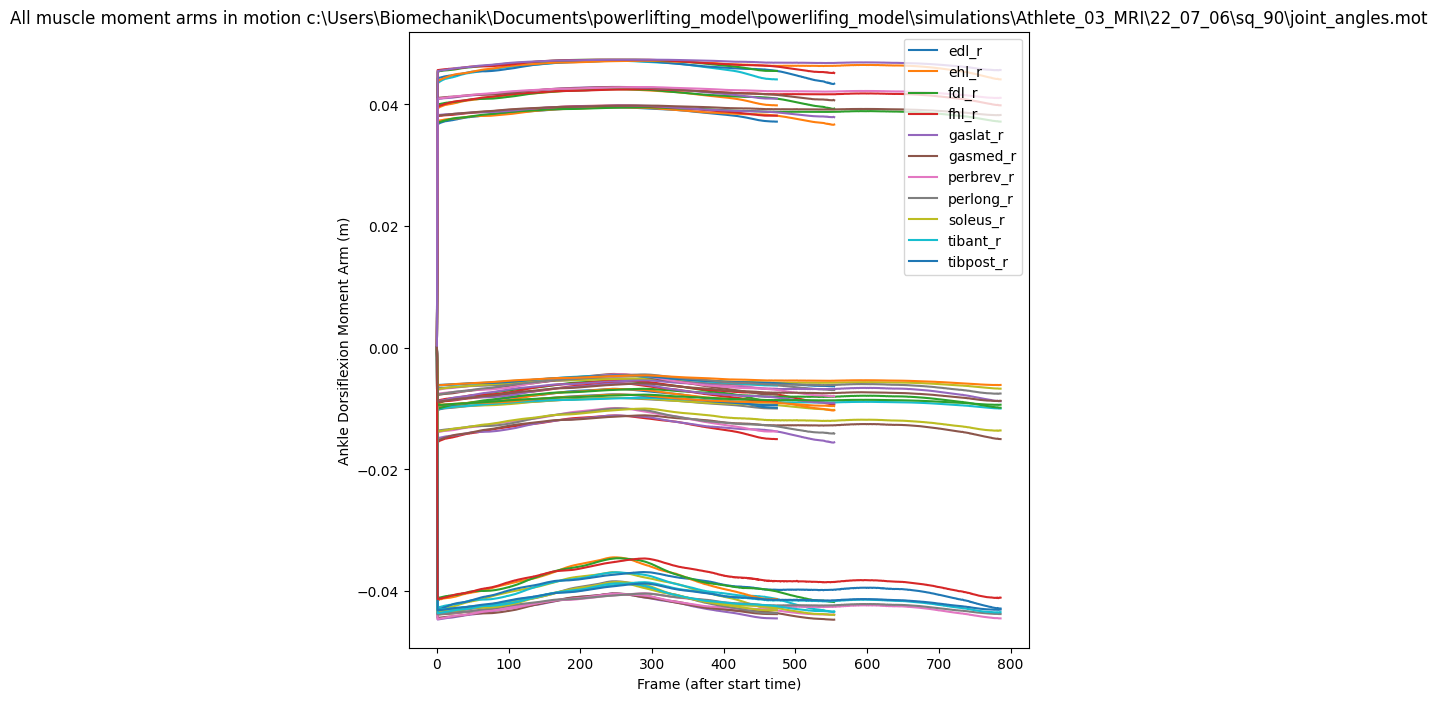 All muscle moment arms in motion c:\Users\Biomechanik\Documents\powerlifting_model\powerlifing_model\simulations\Athlete_03_MRI\22_07_06\sq_90\joint_angles.mot
edl_r
ehl_r
fdl_r
fhl_r
gaslat_r
gasmed_r
perbrev_r
perlong_r
soleus_r
tibant_r
tibpost_r
Ankle Dorsiflexion Moment Arm (m)
0.04
0.02
0.00
−0.02
−0.04
0 100 200 300 400 500 600 700 800
Frame (after start time)